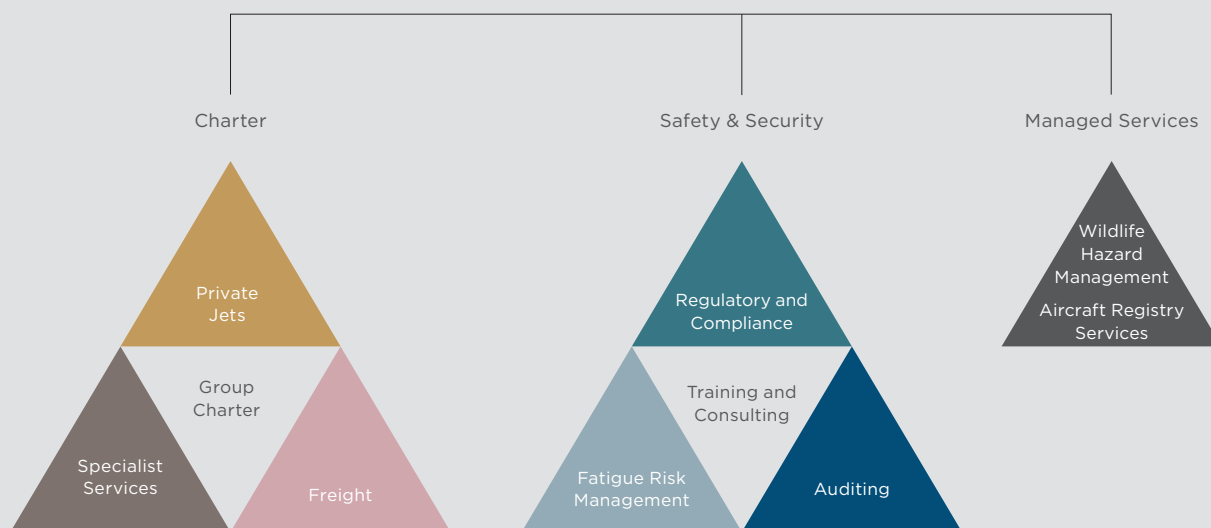 Charter
Safety & Security
Managed Services
Private
Jets
Group
Charter
Specialist
Services
Freight
Regulatory and
Compliance
Training and
Consulting
Fatigue Risk
Management
Auditing
Wildlife
Hazard
Management
Aircraft Registry
Services